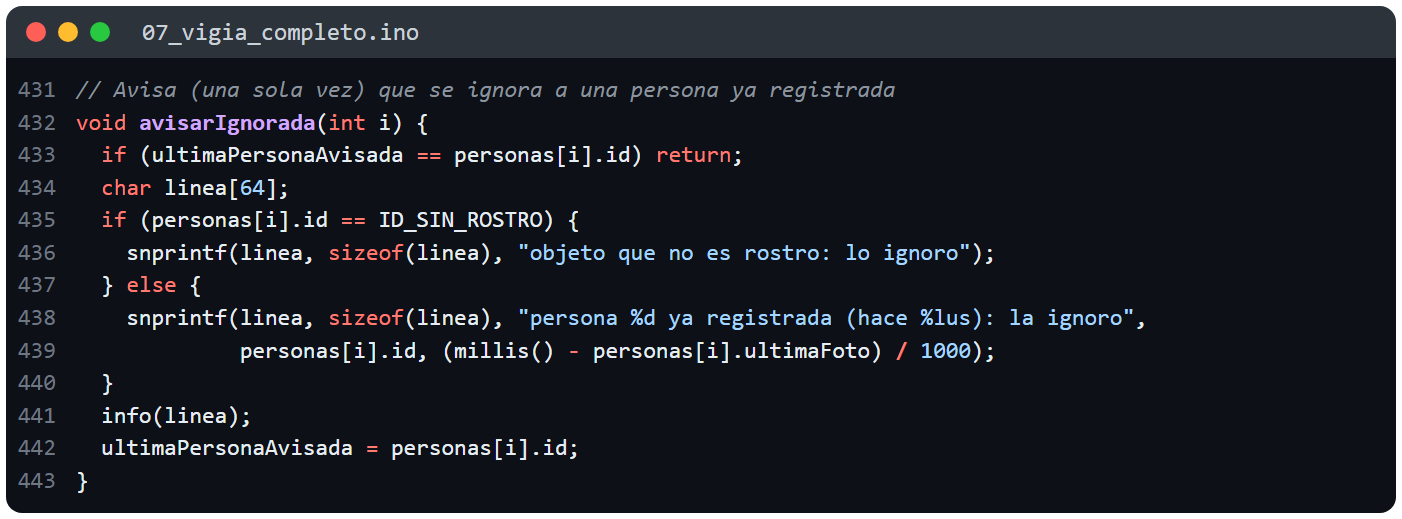 07_vigia_completo.ino
431 // Avisa (una sola vez) que se ignora a una persona ya registrada
432 void avisarIgnorada(int i) {
433   if (ultimaPersonaAvisada == personas[i].id) return;
434   char linea[64];
435   if (personas[i].id == ID_SIN_ROSTRO) {
436     snprintf(linea, sizeof(linea), "objeto que no es rostro: lo ignoro");
437   } else {
438     snprintf(linea, sizeof(linea), "persona %d ya registrada (hace %lus): la ignoro",
439              personas[i].id, (millis() - personas[i].ultimaFoto) / 1000);
440   }
441   info(linea);
442   ultimaPersonaAvisada = personas[i].id;
443 }